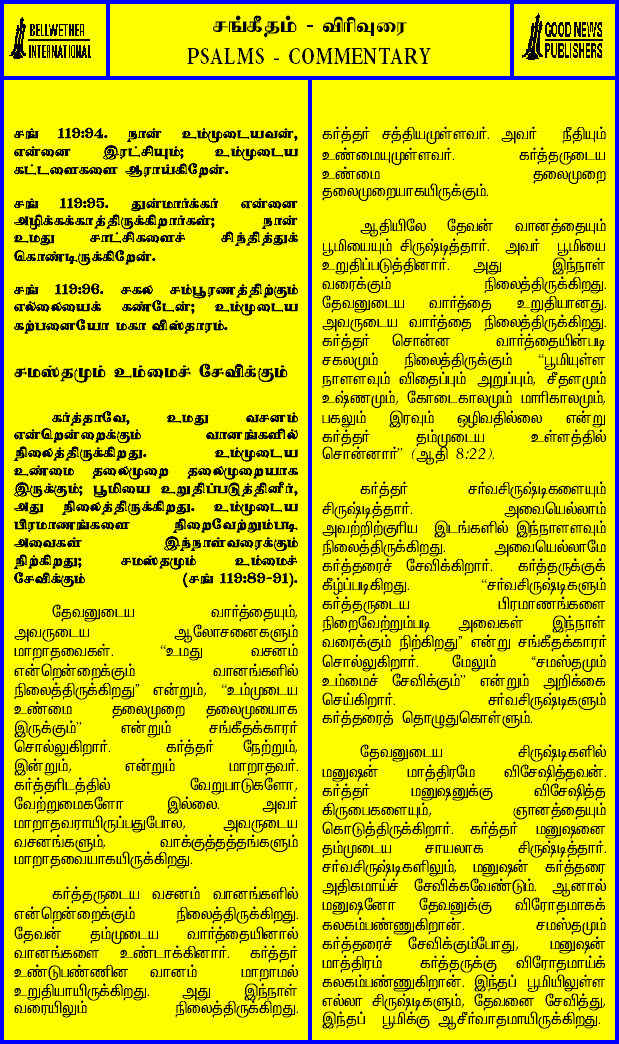 BELLWETHER
INTERNATIONAL
சங்கீதம் - விரிவுரை
PSALMS - COMMENTARY
GOOD NEWS
PUBLISHERS
சங் 119:94. நான் உம்முடையவன்,
என்னை இரட்சியும்; உம்முடைய
கட்டளைகளை ஆராய்கிறேன்.
சங் 119:95. துன்மார்க்கர் என்னை
அழிக்கக்காத்திருக்கிறார்கள்; நான்
உமது சாட்சிகளைச் சிந்தித்துக்
கொண்டிருக்கிறேன்.
சங் 119:96. சகல சம்பூரணத்திற்கும்
எல்லையைக் கண்டேன்; உம்முடைய
கற்பனையோ மகா விஸ்தாரம்.
சமஸ்தமும் உம்மைச் சேவிக்கும்
கர்த்தாவே, உமது வசனம்
என்றென்றைக்கும் வானங்களில்
நிலைத்திருக்கிறது. உம்முடைய
உண்மை தலைமுறை தலைமுறையாக
இருக்கும்; பூமியை உறுதிப்படுத்தினீர்,
அது நிலைத்திருக்கிறது. உம்முடைய
பிரமாணங்களை நிறைவேற்றும்படி
அவைகள் இந்நாள்வரைக்கும்
நிற்கிறது; சமஸ்தமும் உம்மைச்
சேவிக்கும் (சங் 119:89-91).
தேவனுடைய வார்த்தையும்,
அவருடைய ஆலோசனைகளும்
மாறாதவைகள். “உமது வசனம்
என்றென்றைக்கும் வானங்களில்
நிலைத்திருக்கிறது” என்றும், “உம்முடைய
உண்மை தலைமுறை தலைமுயைாக
இருக்கும்” என்றும் சங்கீதக்காரர்
சொல்லுகிறார். கர்த்தர் நேற்றும்,
இன்றும், என்றும் மாறாதவர்.
கர்த்தரிடத்தில் வேறுபாடுகளோ,
வேற்றுமைகளோ இல்லை. அவர்
மாறாதவராயிருப்பதுபோல, அவருடைய
வசனங்களும், வாக்குத்தத்தங்களும்
மாறாதவையாகயிருக்கிறது.
கர்த்தருடைய வசனம் வானங்களில்
என்றென்றைக்கும் நிலைத்திருக்கிறது.
தேவன் தம்முடைய வார்த்தையினால்
வானங்களை உண்டாக்கினார். கர்த்தர்
உண்டுபண்ணின வானம் மாறாமல்
உறுதியாயிருக்கிறது. அது இந்நாள்
வரையிலும் நிலைத்திருக்கிறது.
கர்த்தர் சத்தியமுள்ளவர். அவர் நீதியும்
உண்மையுமுள்ளவர். கர்த்தருடைய
உண்மை தலைமுறை
தலைமுறையாகயிருக்கும்.
ஆதியிலே தேவன் வானத்தையும்
பூமியையும் சிருஷ்டித்தார். அவர் பூமியை
உறுதிப்படுத்தினார். அது இந்நாள்
வரைக்கும் நிலைத்திருக்கிறது.
தேவனுடைய வார்த்தை உறுதியானது.
அவருடைய வார்த்தை நிலைத்திருக்கிறது.
கர்த்தர் சொன்ன வார்த்தையின்படி
சகலமும் நிலைத்திருக்கும் “பூமியுள்ள
நாளளவும் விதைப்பும் அறுப்பும், சீதளமும்
உஷ்ணமும், கோடைகாலமும் மாரிகாலமும்,
பகலும் இரவும் ஒழிவதில்லை என்று
கர்த்தர் தம்முடைய உள்ளத்தில்
சொன்னார்” (ஆதி 8:22).
கர்த்தர் சர்வசிருஷ்டிகளையும்
சிருஷ்டித்தார். அவையெல்லாம்
அவற்றிற்குரிய இடங்களில் இந்நாளளவும்
நிலைத்திருக்கிறது. அவையெல்லாமே
கர்த்தரைச் சேவிக்கிறார். கர்த்தருக்குக்
கீழ்ப்படிகிறது. “சர்வசிருஷ்டிகளும்
கர்த்தருடைய பிரமாணங்களை
நிறைவேற்றும்படி அவைகள் இந்நாள்
வரைக்கும் நிற்கிறது” என்று சங்கீதக்காரர்
சொல்லுகிறார். மேலும் “சமஸ்தமும்
உம்மைச் சேவிக்கும்” என்றும் அறிக்கை
செய்கிறார். சர்வசிருஷ்டிகளும்
கர்த்தரைத் தொழுதுகொள்ளும்.
தேவனுடைய சிருஷ்டிகளில்
மனுஷன் மாத்திரமே விசேஷித்தவன்.
கர்த்தர் மனுஷனுக்கு விசேஷித்த
கிருபைகளையும், ஞானத்தையும்
கொடுத்திருக்கிறார். கர்த்தர் மனுஷனை
தம்முடைய சாயலாக சிருஷ்டித்தார்.
சர்வசிருஷ்டிகளிலும், மனுஷன் கர்த்தரை
அதிகமாய்ச் சேவிக்கவேண்டும். ஆனால்
மனுஷனோ தேவனுக்கு விரோதமாகக்
கலகம்பண்ணுகிறான். சமஸ்தமும்
கர்த்தரைச் சேவிக்கும்போது, மனுஷன்
மாத்திரம் கர்த்தருக்கு விரோதமாய்க்
கலகம்பண்ணுகிறான். இந்தப் பூமியிலுள்ள
எல்லா சிருஷ்டிகளும், தேவனை சேவித்து,
இந்தப் பூமிக்கு ஆசீர்வாதமாயிருக்கிறது.